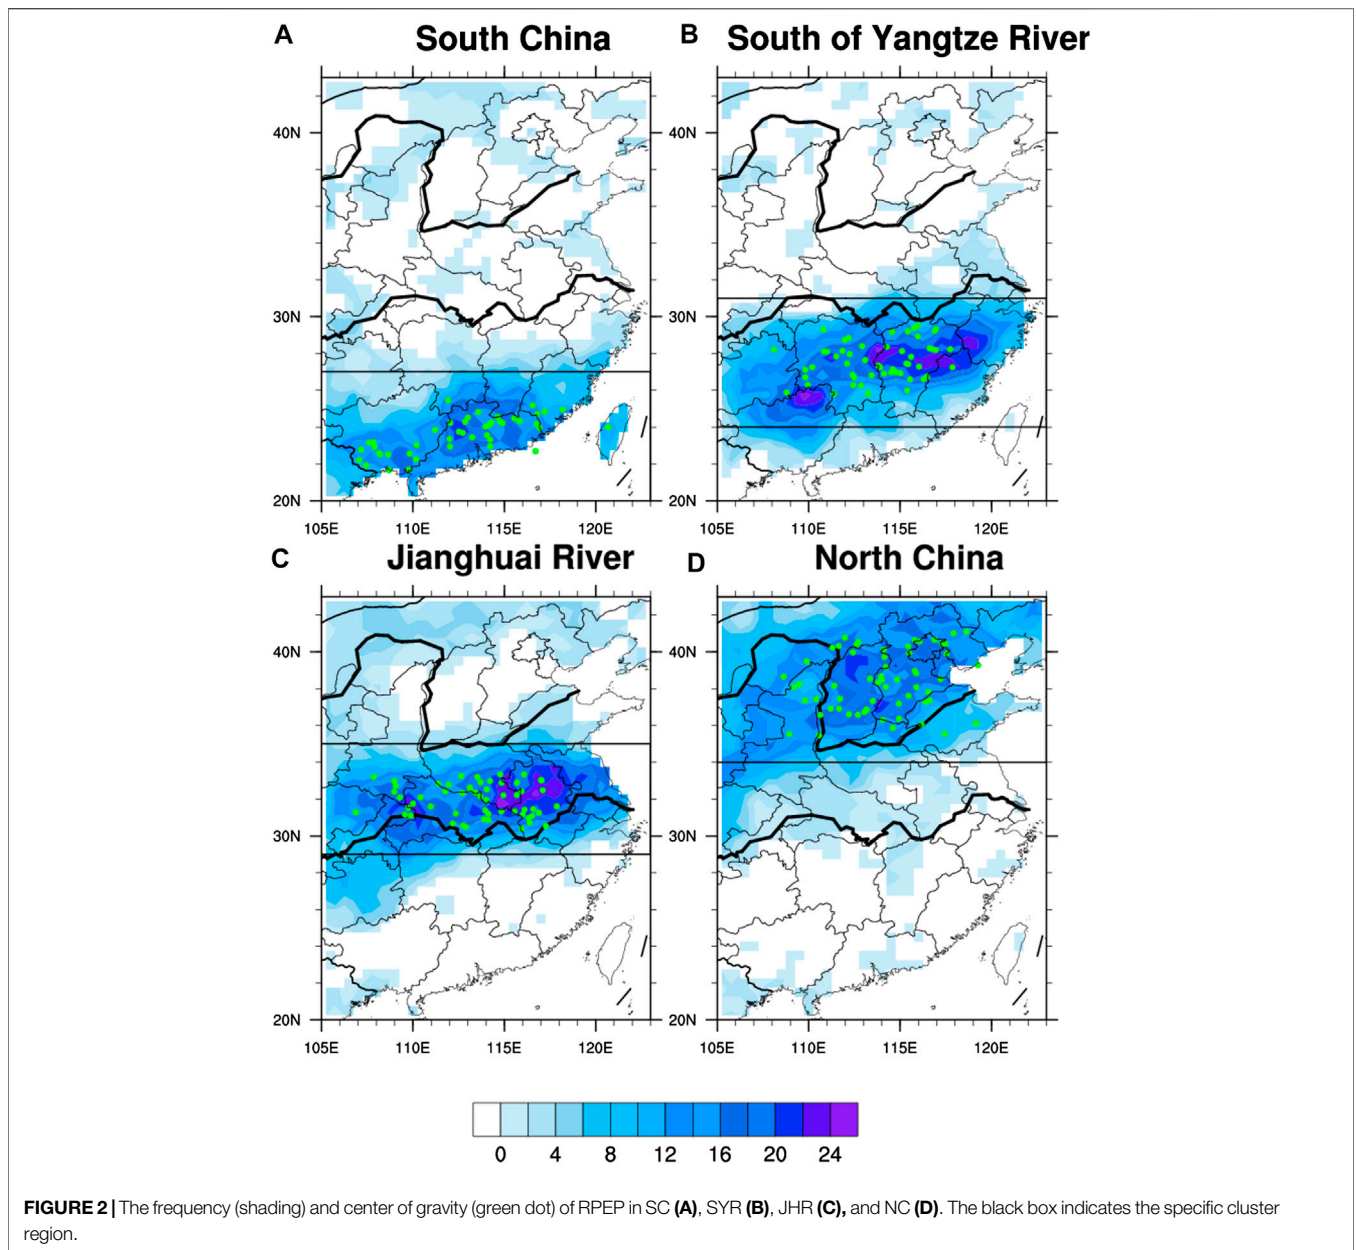 A
South China
B
South of Yangtze River
40N
30N
20N
105E 110E 115E 120E
40N
30N
20N
105E 110E 115E 120E
C
Jianghuai River
D
North China
40N
30N
20N
105E 110E 115E 120E
40N
30N
20N
105E 110E 115E 120E
0 4 8 12 16 20 24
FIGURE 2 | The frequency (shading) and center of gravity (green dot) of RPEP in SC (A), SYR (B), JHR (C), and NC (D). The black box indicates the specific cluster
region.